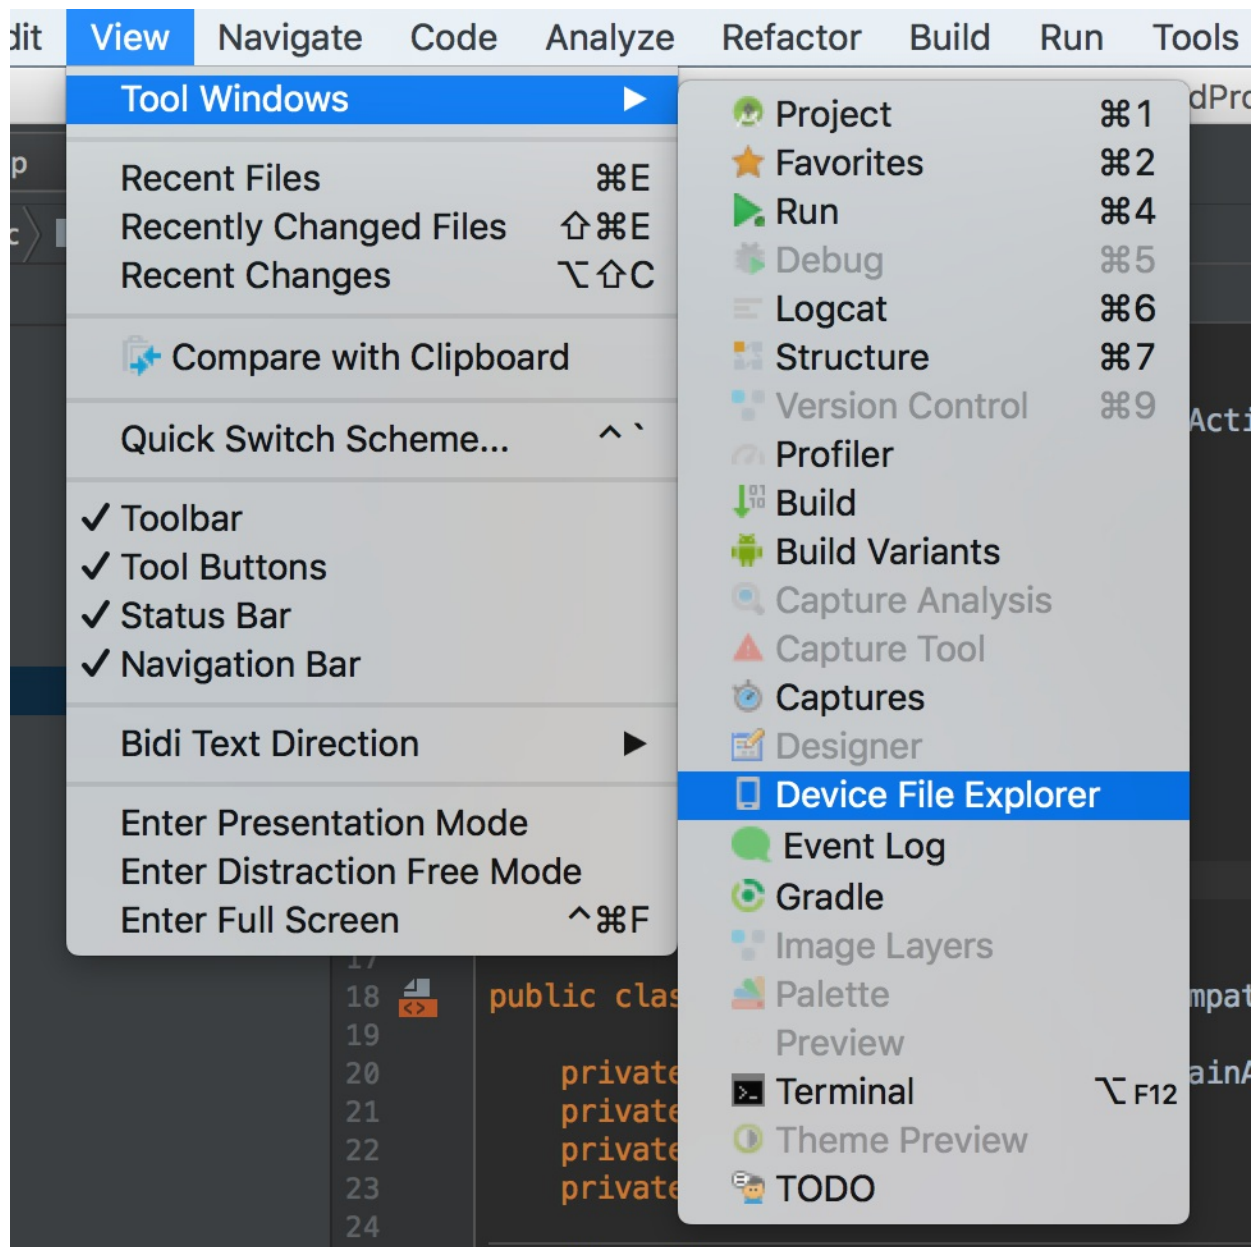 View Navigate Code Analyze Refactor Build Run Tools
Tool Windows
Recent Files ⌘E
Recently Changed Files ⇧⌘E
Recent Changes ⌥⇧C
Compare with Clipboard
Quick Switch Scheme... ^`
✓ Toolbar
✓ Tool Buttons
✓ Status Bar
✓ Navigation Bar
Bidi Text Direction
Enter Presentation Mode
Enter Distraction Free Mode
Enter Full Screen ^⌘F
Project ⌘1
Favorites ⌘2
Run ⌘4
Debug ⌘5
Logcat ⌘6
Structure ⌘7
Version Control ⌘9
Profiler
Build
Build Variants
Capture Analysis
Capture Tool
Captures
Designer
Device File Explorer
Event Log
Gradle
Image Layers
Palette
Preview
Terminal ⌥F12
Theme Preview
TODO
17
18 public clas
19
20 private
21 private
22 private
23 private
24